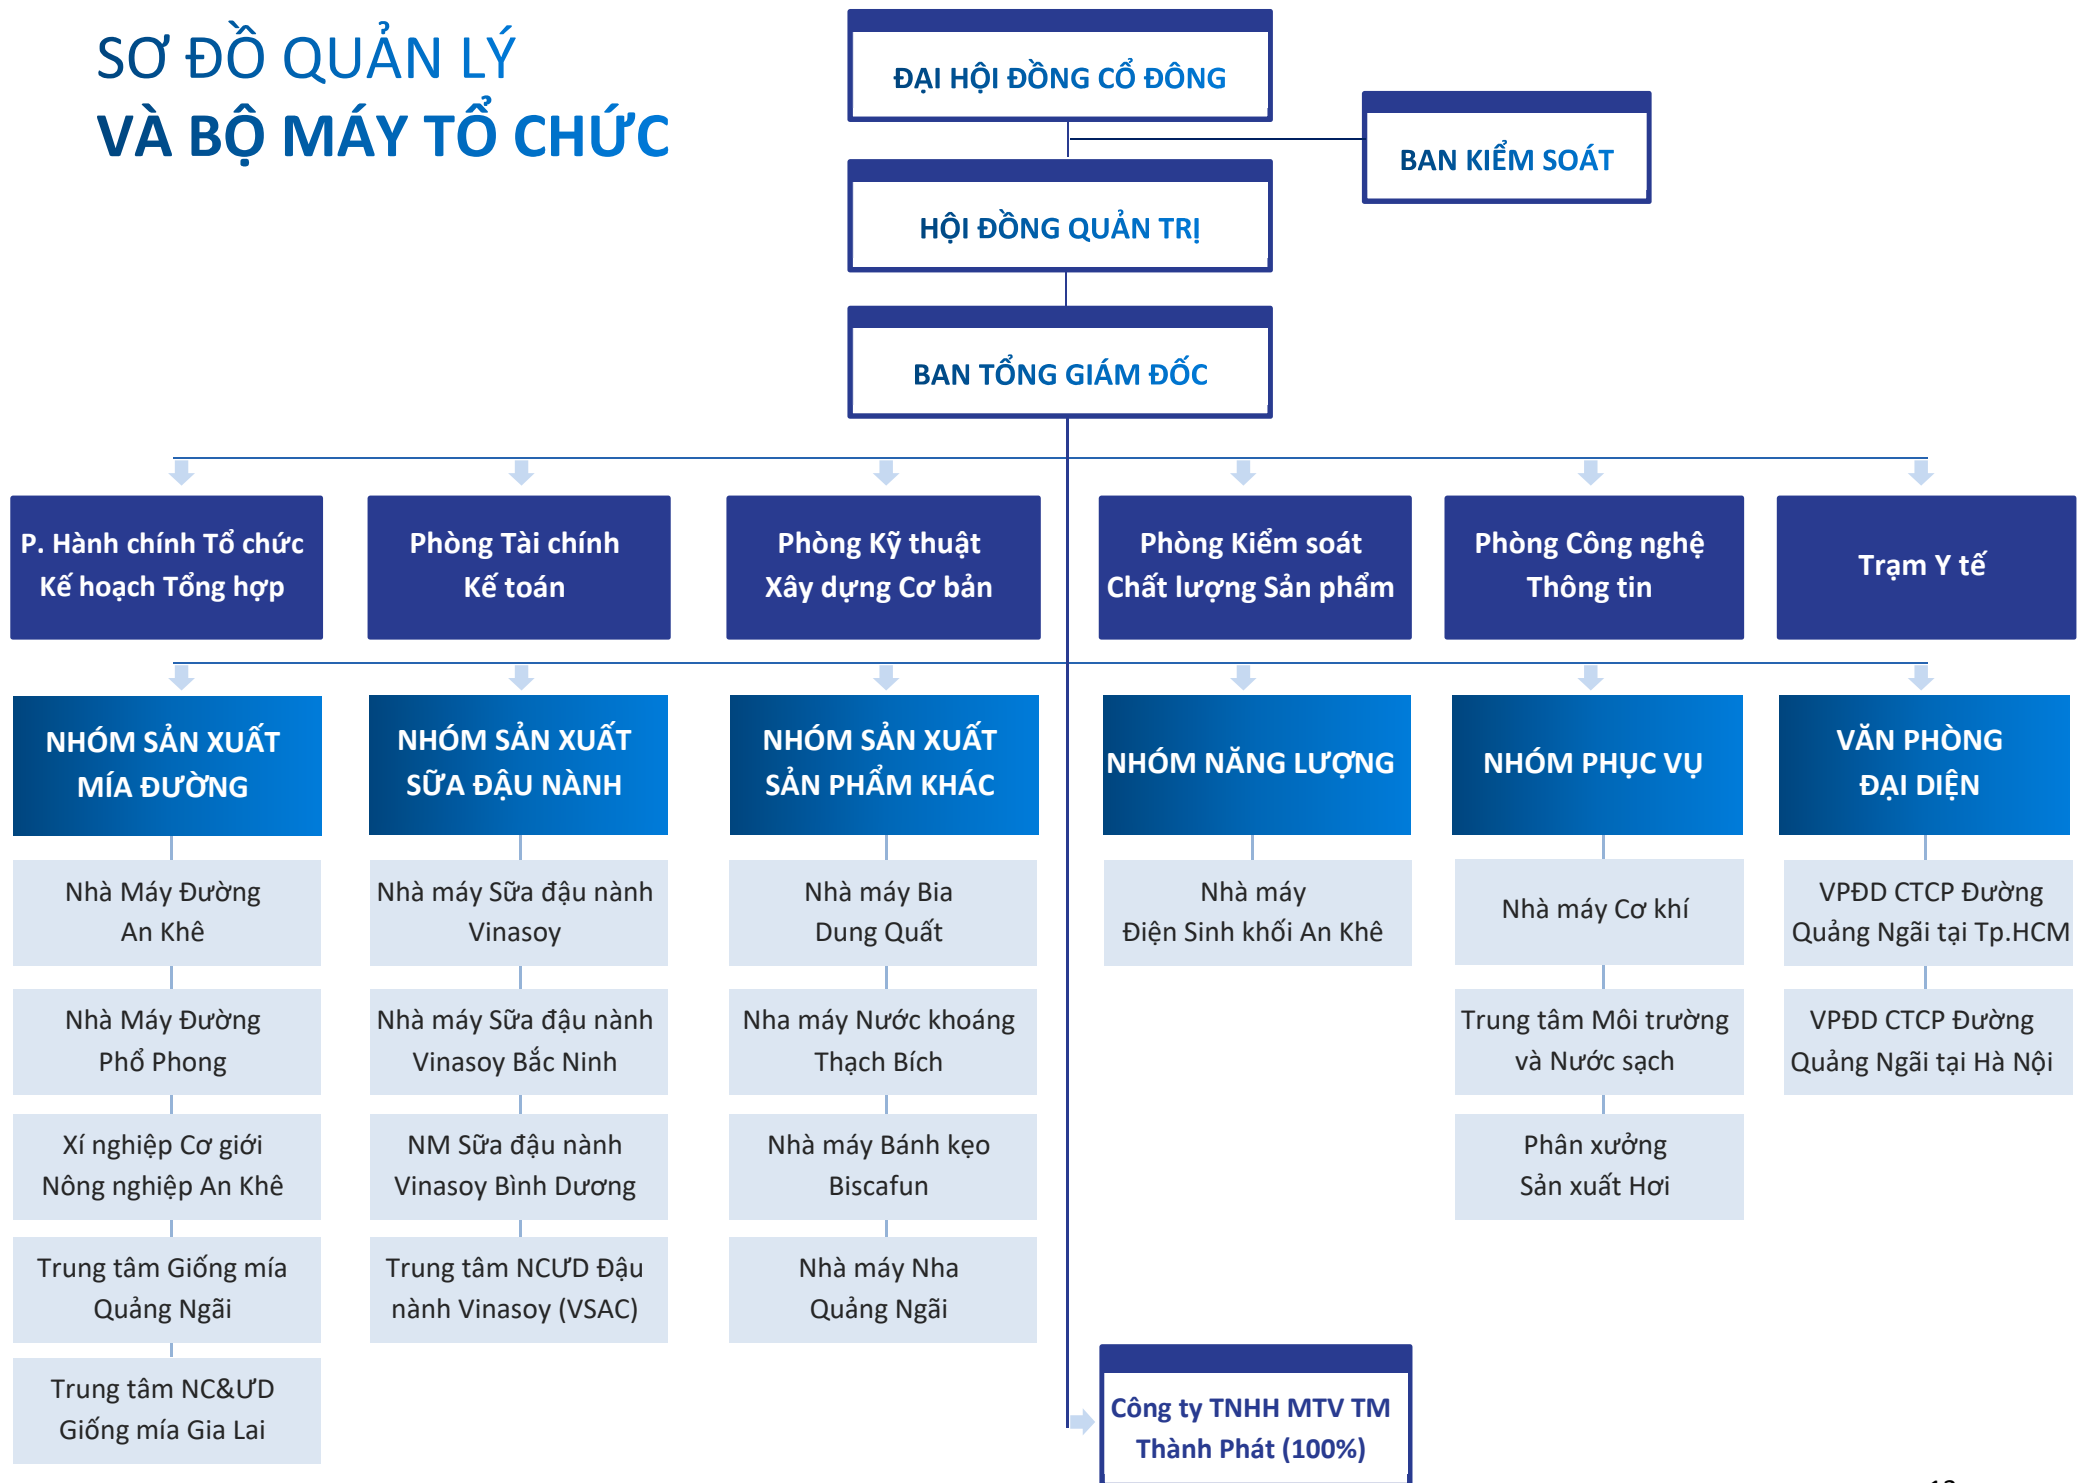 SƠ ĐỒ QUẢN LÝ
VÀ BỘ MÁY TỔ CHỨC
ĐẠI HỘI ĐỒNG CỔ ĐÔNG
BAN KIỂM SOÁT
HỘI ĐỒNG QUẢN TRỊ
BAN TỔNG GIÁM ĐỐC
P. Hành chính Tổ chức
Kế hoạch Tổng hợp
Phòng Tài chính
Kế toán
Phòng Kỹ thuật
Xây dựng Cơ bản
Phòng Kiểm soát
Chất lượng Sản phẩm
Phòng Công nghệ
Thông tin
Trạm Y tế
NHÓM SẢN XUẤT
MÍA ĐƯỜNG
Nhà Máy Đường
An Khê
Nhà Máy Đường
Phổ Phong
Xí nghiệp Cơ giới
Nông nghiệp An Khê
Trung tâm Giống mía
Quảng Ngãi
Trung tâm NC&ƯD
Giống mía Gia Lai
NHÓM SẢN XUẤT
SỮA ĐẬU NÀNH
Nhà máy Sữa đậu nành
Vinasoy
Nhà máy Sữa đậu nành
Vinasoy Bắc Ninh
NM Sữa đậu nành
Vinasoy Bình Dương
Trung tâm NCƯD Đậu
nành Vinasoy (VSAC)
NHÓM SẢN XUẤT
SẢN PHẨM KHÁC
Nhà máy Bia
Dung Quất
Nha máy Nước khoáng
Thạch Bích
Nhà máy Bánh kẹo
Biscafun
Nhà máy Nha
Quảng Ngãi
NHÓM NĂNG LƯỢNG
Nhà máy
Điện Sinh khối An Khê
NHÓM PHỤC VỤ
Nhà máy Cơ khí
Trung tâm Môi trường
và Nước sạch
Phân xưởng
Sản xuất Hơi
VĂN PHÒNG
ĐẠI DIỆN
VPĐD CTCP Đường
Quảng Ngãi tại Tp.HCM
VPĐD CTCP Đường
Quảng Ngãi tại Hà Nội
Công ty TNHH MTV TM
Thành Phát (100%)